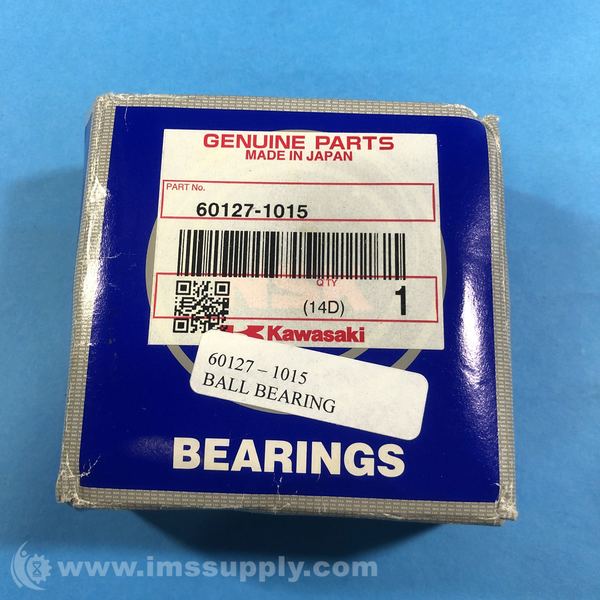 GENUINE PARTS
MADE IN JAPAN
PART No.
60127-1015
QTY
(14D) 1
Kawasaki
60127-1015
BALL BEARING
BEARINGS
www.imssupply.com